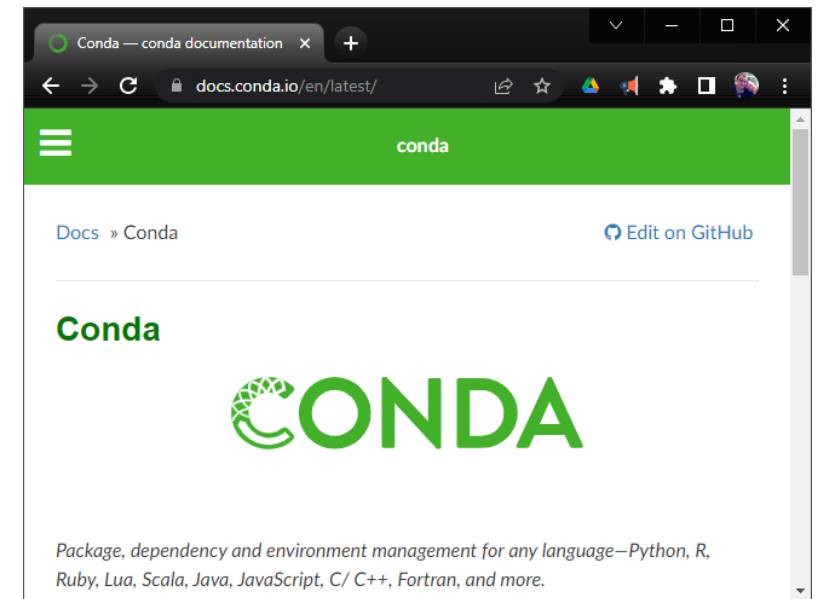 Conda — conda documentation
docs.conda.io/en/latest/
conda
Docs » Conda
Edit on GitHub
Conda
CONDA
Package, dependency and environment management for any language—Python, R,
Ruby, Lua, Scala, Java, JavaScript, C/ C++, Fortran, and more.